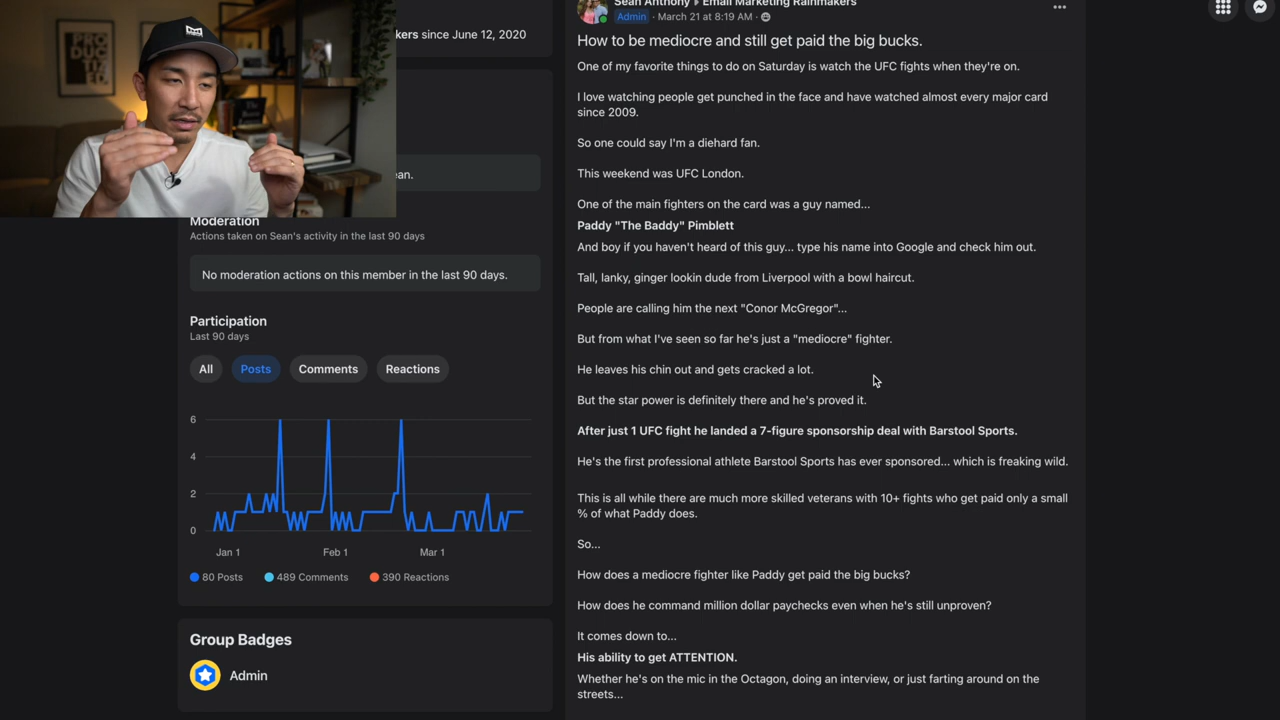 PRO
DUC
TIV
ED
kers since June 12, 2020
ean.
Moderation
Actions taken on Sean's activity in the last 90 days
No moderation actions on this member in the last 90 days.
Participation
Last 90 days
All
Posts
Comments
Reactions
6
4
2
0
Jan 1
Feb 1
Mar 1
80 Posts
489 Comments
390 Reactions
Group Badges
Admin
Sean Anthony
Email Marketing Rainmakers
Admin · March 21 at 8:19 AM ·
How to be mediocre and still get paid the big bucks.
One of my favorite things to do on Saturday is watch the UFC fights when they're on.
I love watching people get punched in the face and have watched almost every major card
since 2009.
So one could say I'm a diehard fan.
This weekend was UFC London.
One of the main fighters on the card was a guy named...
Paddy "The Baddy" Pimblett
And boy if you haven't heard of this guy... type his name into Google and check him out.
Tall, lanky, ginger lookin dude from Liverpool with a bowl haircut.
People are calling him the next "Conor McGregor"...
But from what I've seen so far he's just a "mediocre" fighter.
He leaves his chin out and gets cracked a lot.
But the star power is definitely there and he's proved it.
After just 1 UFC fight he landed a 7-figure sponsorship deal with Barstool Sports.
He's the first professional athlete Barstool Sports has ever sponsored... which is freaking wild.
This is all while there are much more skilled veterans with 10+ fights who get paid only a small
% of what Paddy does.
So...
How does a mediocre fighter like Paddy get paid the big bucks?
How does he command million dollar paychecks even when he's still unproven?
It comes down to...
His ability to get ATTENTION.
Whether he's on the mic in the Octagon, doing an interview, or just farting around on the
streets...